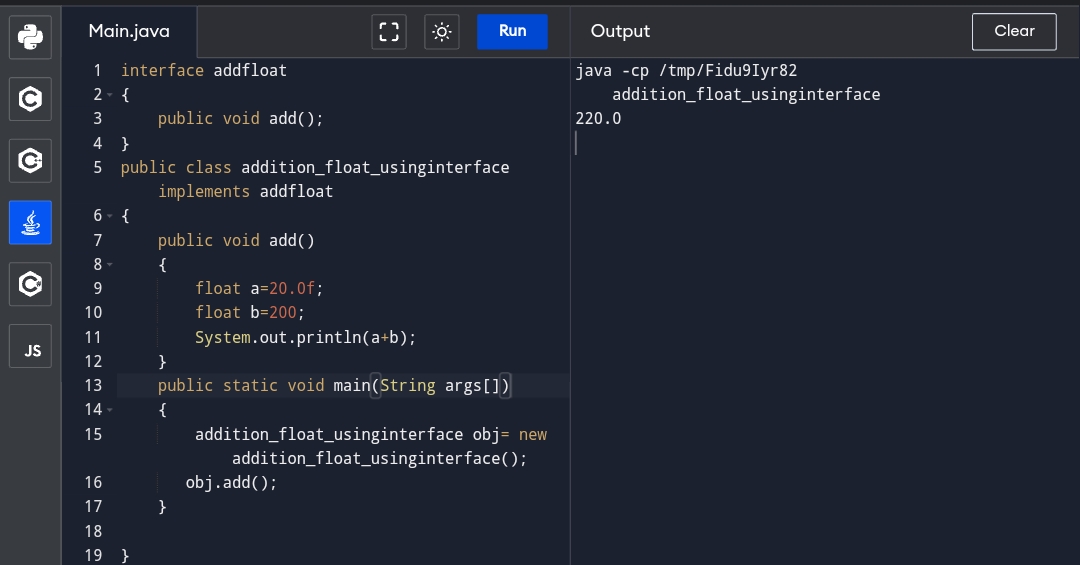 Main.java
Run
Output
Clear
1 interface addfloat
2 {
3 public void add();
4 }
5 public class addition_float_usinginterface
implements addfloat
6 {
7 public void add()
8 {
9 float a=20.0f;
10 float b=200;
11 System.out.println(a+b);
12 }
13 public static void main(String args[])
14 {
15 addition_float_usinginterface obj= new
addition_float_usinginterface();
16 obj.add();
17 }
18
19 }
java -cp /tmp/Fidu9Iyr82
addition_float_usinginterface
220.0
C
C++
C#
JS